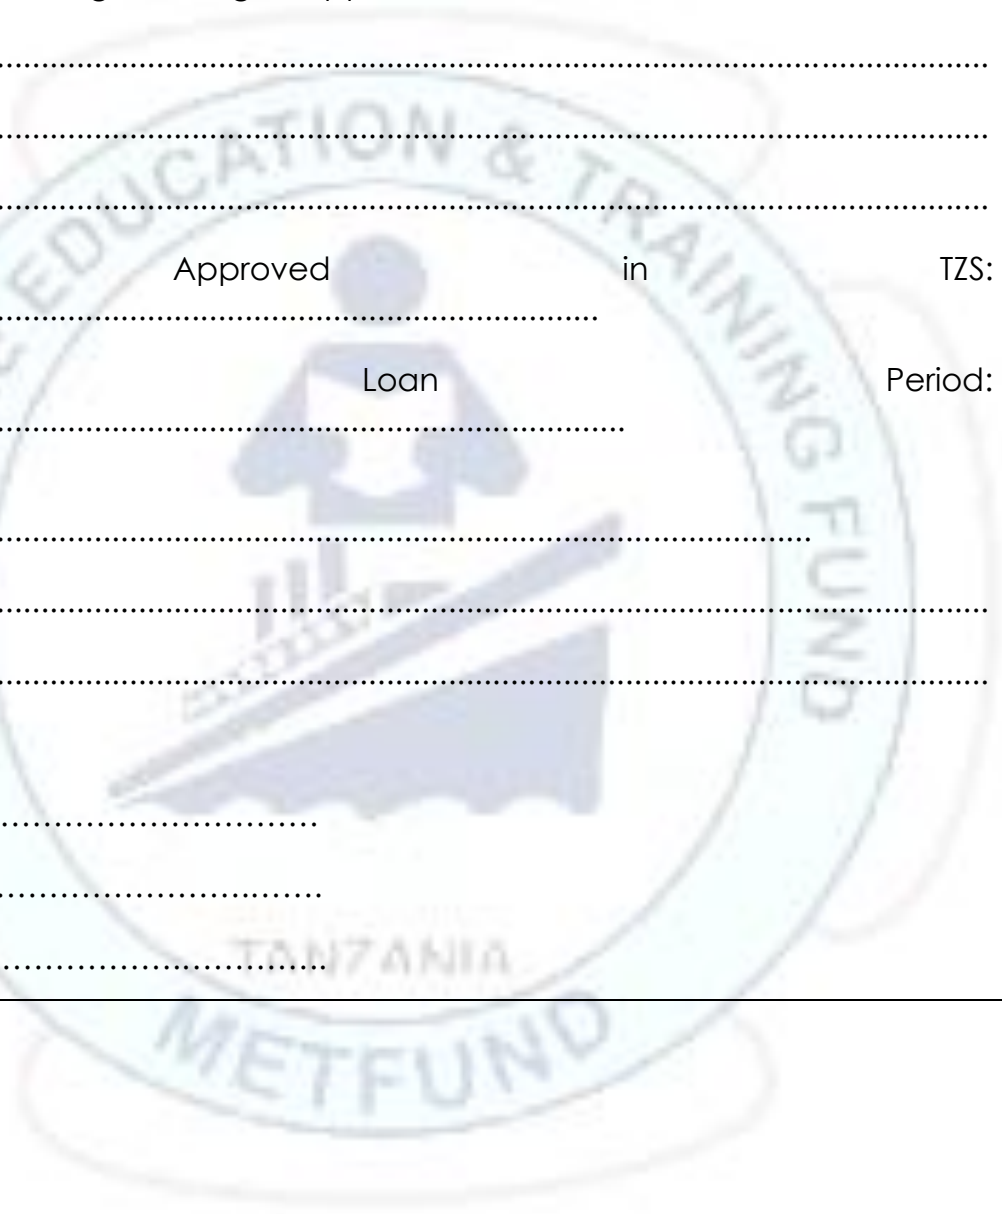 .................................................................................................
.................................................................................................
.................................................................................................
Approved in TZS:
............................................................
Loan Period:
...............................................................
.................................................................................
.................................................................................................
.................................................................................................
................................
................................
................................
EDUCATION & TRAINING FUND
TANZANIA
METFUND